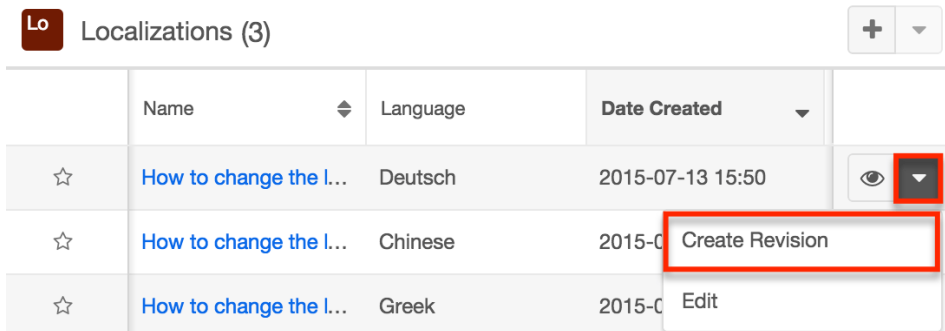 Lo Localizations (3)
Name Language Date Created
How to change the l... Deutsch 2015-07-13 15:50
How to change the l... Chinese 2015-0 Create Revision
How to change the l... Greek 2015-0 Edit